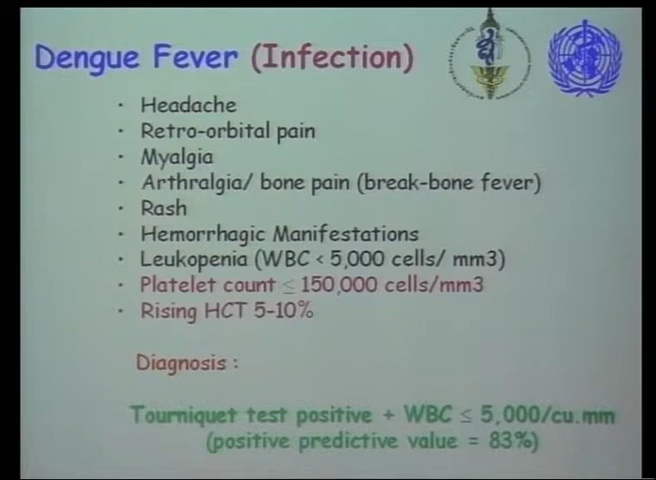 Dengue Fever (Infection)
· Headache
· Retro-orbital pain
· Myalgia
· Arthralgia/ bone pain (break-bone fever)
· Rash
· Hemorrhagic Manifestations
· Leukopenia (WBC < 5,000 cells/ mm3)
· Platelet count ≤ 150,000 cells/mm3
· Rising HCT 5-10%
Diagnosis :
Tourniquet test positive + WBC ≤ 5,000/cu.mm
(positive predictive value = 83%)